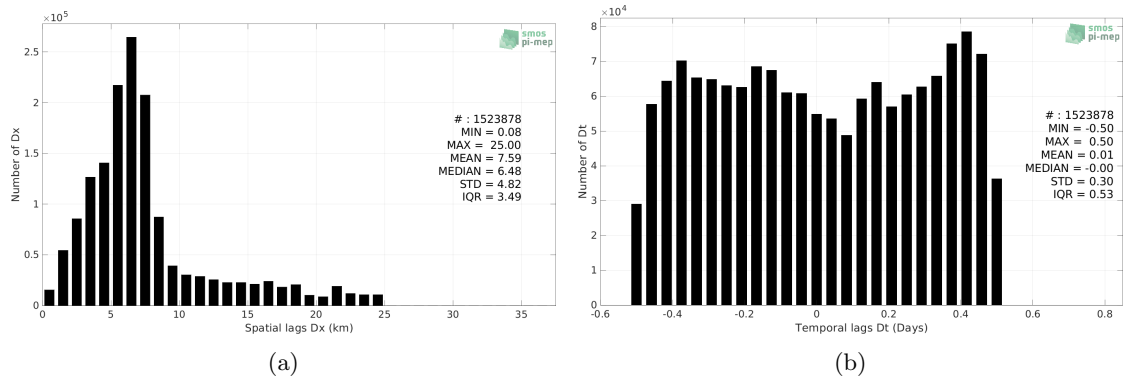 ×10⁵
smos
pi-mep
2.5
2
1.5
1
0.5
0
Number of Dx
# : 1523878
MIN = 0.08
MAX = 25.00
MEAN = 7.59
MEDIAN = 6.48
STD = 4.82
IQR = 3.49
0 5 10 15 20 25 30 35
Spatial lags Dx (km)
(a)
×10⁴
smos
pi-mep
8
7
6
5
4
3
2
1
0
Number of Dt
# : 1523878
MIN = -0.50
MAX = 0.50
MEAN = 0.01
MEDIAN = -0.00
STD = 0.30
IQR = 0.53
-0.6 -0.4 -0.2 0 0.2 0.4 0.6 0.8
Temporal lags Dt (Days)
(b)